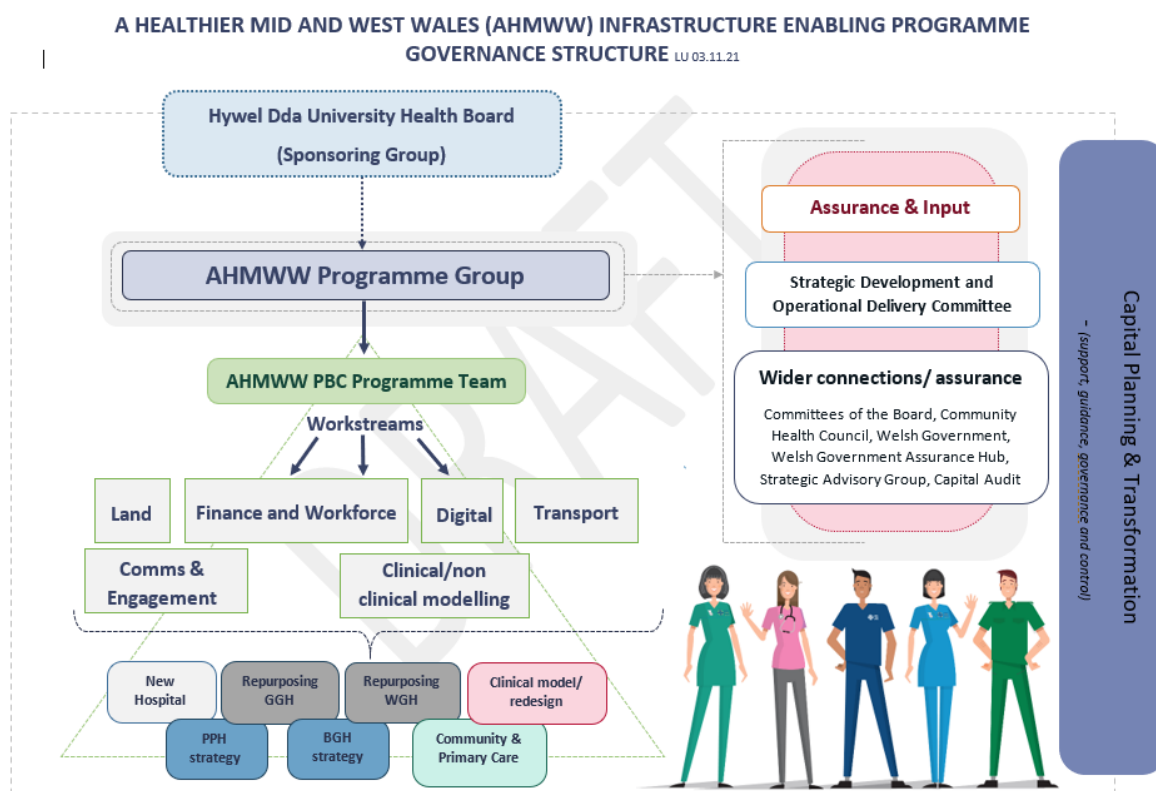 A HEALTHIER MID AND WEST WALES (AHMWW) INFRASTRUCTURE ENABLING PROGRAMME
GOVERNANCE STRUCTURE LU 03.11.21
DRAFT
Hywel Dda University Health Board
(Sponsoring Group)
AHMWW Programme Group
AHMWW PBC Programme Team
Workstreams
Land
Finance and Workforce
Digital
Transport
Comms &
Engagement
Clinical/non
clinical modelling
New
Hospital
Repurposing
GGH
Repurposing
WGH
Clinical model/
redesign
PPH
strategy
BGH
strategy
Community &
Primary Care
Assurance & Input
Strategic Development and
Operational Delivery Committee
Wider connections/ assurance
Committees of the Board, Community
Health Council, Welsh Government,
Welsh Government Assurance Hub,
Strategic Advisory Group, Capital Audit
Capital Planning & Transformation
- (support, guidance, governance and control)